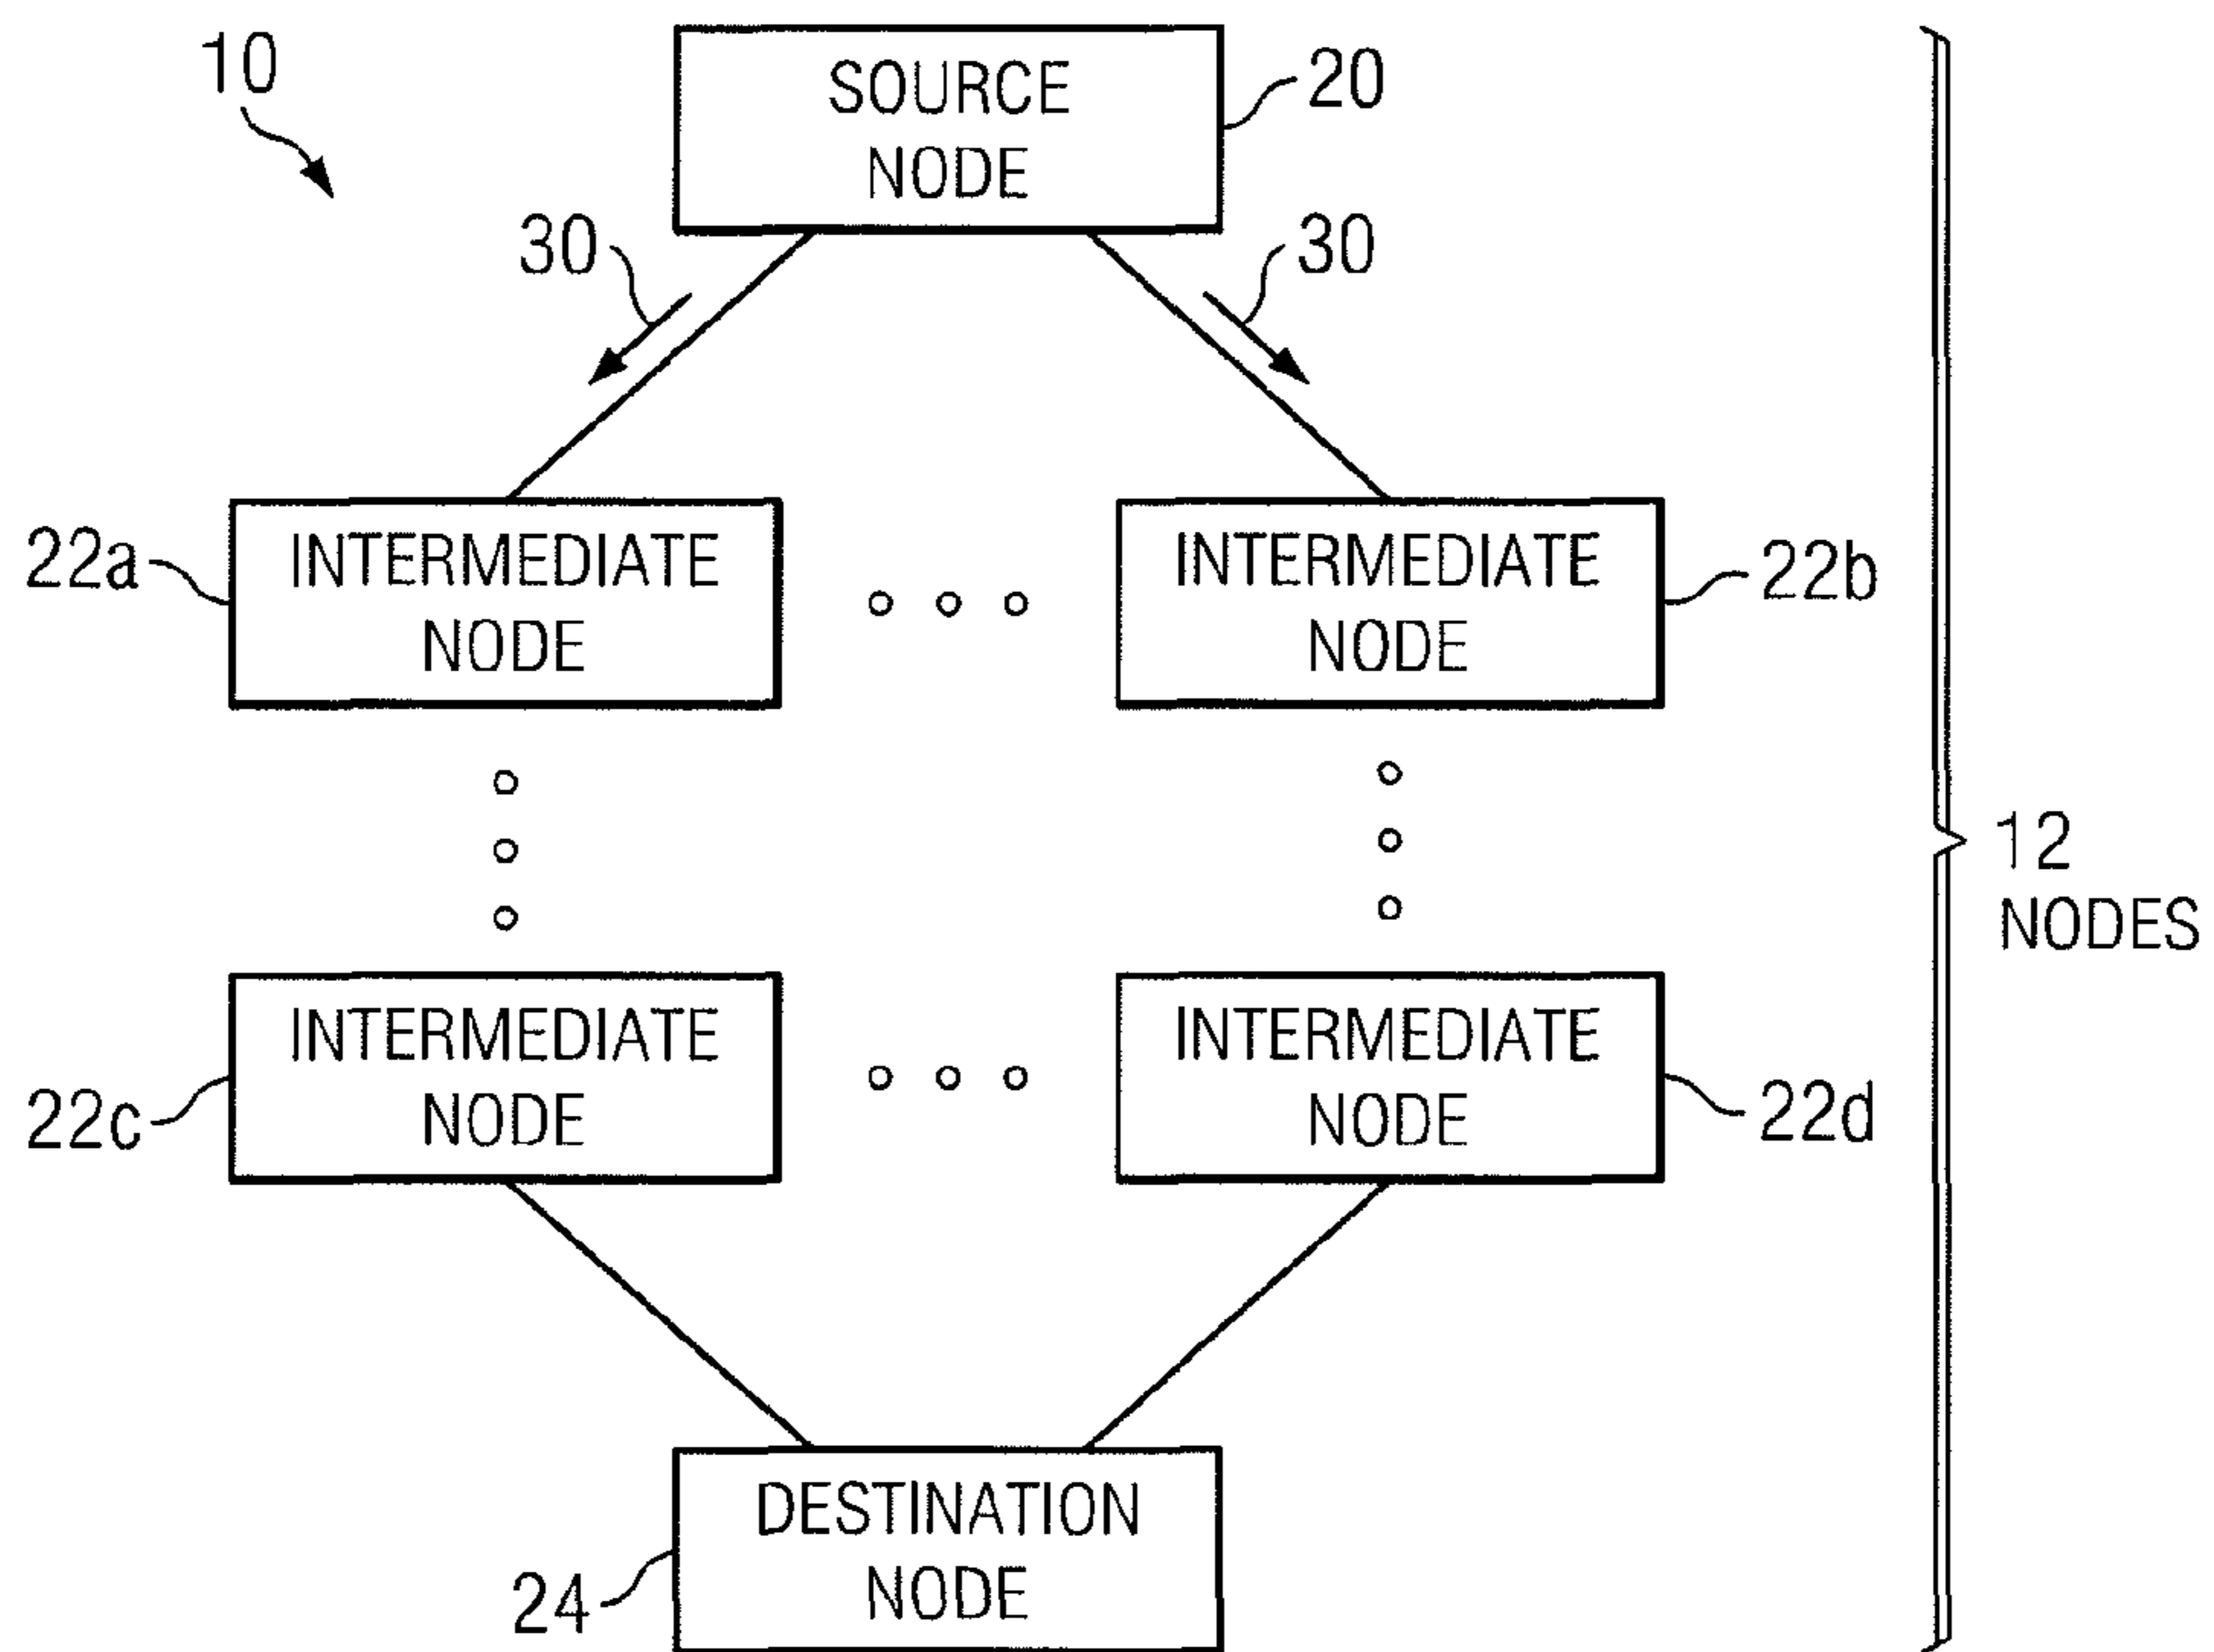 10
SOURCE
NODE
20
30
30
22a
INTERMEDIATE
NODE
INTERMEDIATE
NODE
22b
12
NODES
22c
INTERMEDIATE
NODE
INTERMEDIATE
NODE
22d
DESTINATION
NODE
24